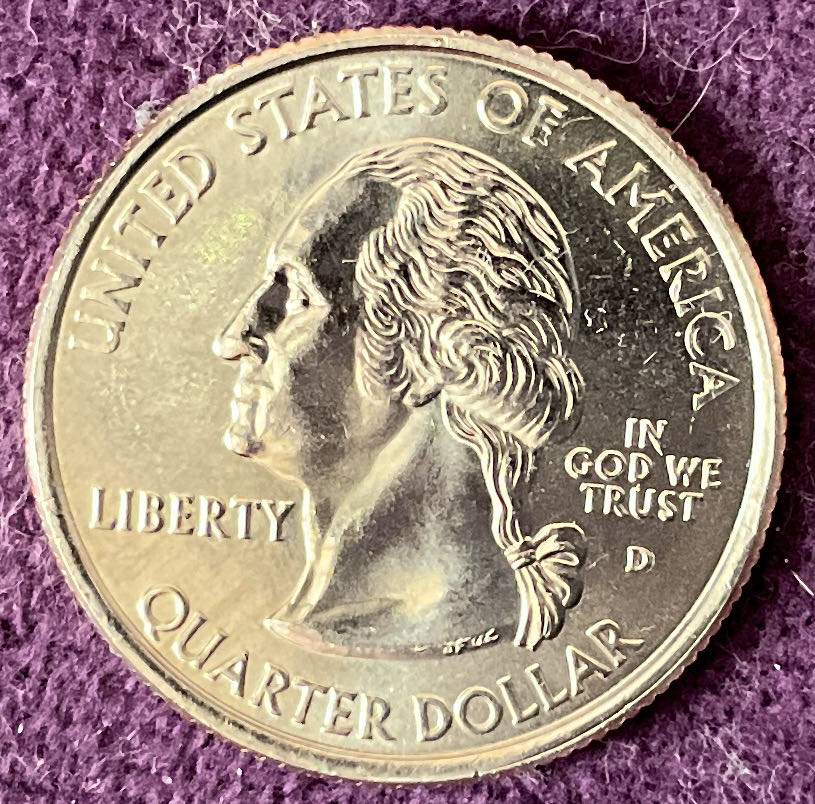 UNITED STATES OF AMERICA
LIBERTY
IN
GOD WE
TRUST
D
QUARTER DOLLAR